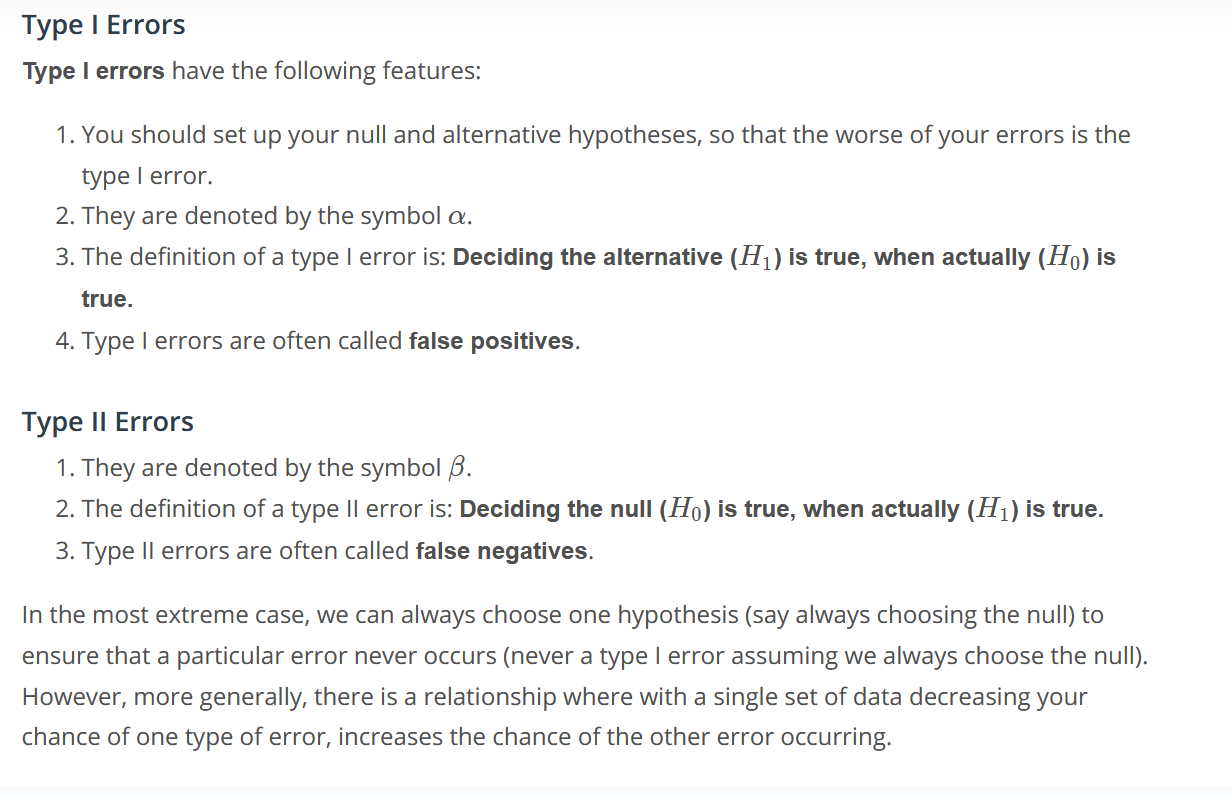 Type I Errors
Type I errors have the following features:
1. You should set up your null and alternative hypotheses, so that the worse of your errors is the
type I error.
2. They are denoted by the symbol α.
3. The definition of a type I error is: Deciding the alternative (H₁) is true, when actually (H₀) is
true.
4. Type I errors are often called false positives.
Type II Errors
1. They are denoted by the symbol β.
2. The definition of a type II error is: Deciding the null (H₀) is true, when actually (H₁) is true.
3. Type II errors are often called false negatives.
In the most extreme case, we can always choose one hypothesis (say always choosing the null) to
ensure that a particular error never occurs (never a type I error assuming we always choose the null).
However, more generally, there is a relationship where with a single set of data decreasing your
chance of one type of error, increases the chance of the other error occurring.